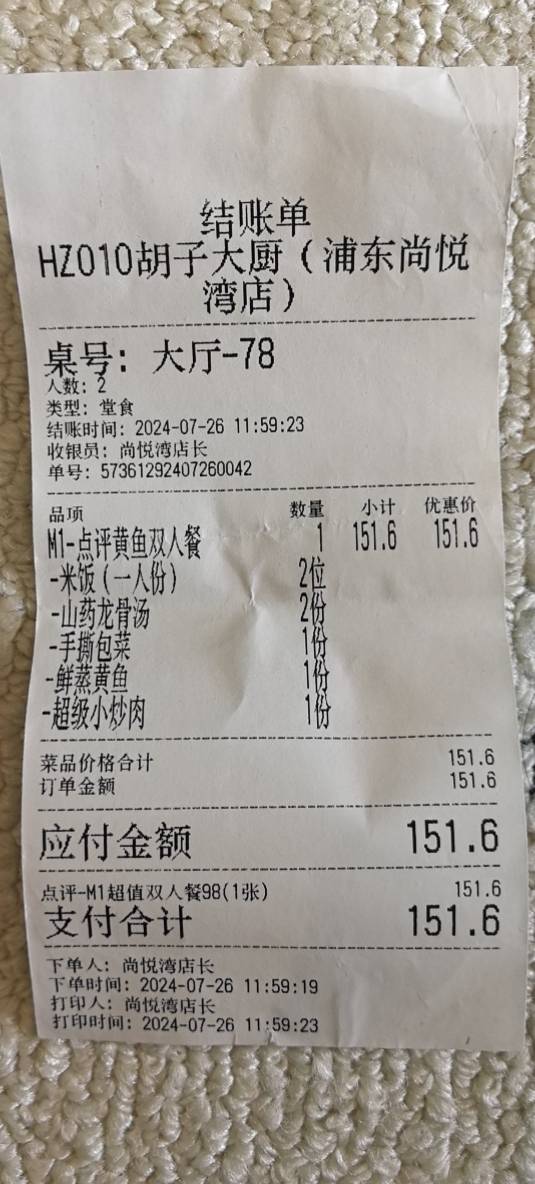 结账单
HZ010胡子大厨（浦东尚悦
湾店）
桌号: 大厅-78
人数: 2
类型: 堂食
结账时间: 2024-07-26 11:59:23
收银员: 尚悦湾店长
单号: 57361292407260042
品项 数量 小计 优惠价
M1-点评黄鱼双人餐 1 151.6 151.6
-米饭(一人份) 2位
-山药龙骨汤 2份
-手撕包菜 1份
-鲜蒸黄鱼 1份
-超级小炒肉 1份
菜品价格合计 151.6
订单金额 151.6
应付金额 151.6
点评-M1超值双人餐98(1张) 151.6
支付合计 151.6
下单人: 尚悦湾店长
下单时间: 2024-07-26 11:59:19
打印人: 尚悦湾店长
打印时间: 2024-07-26 11:59:23